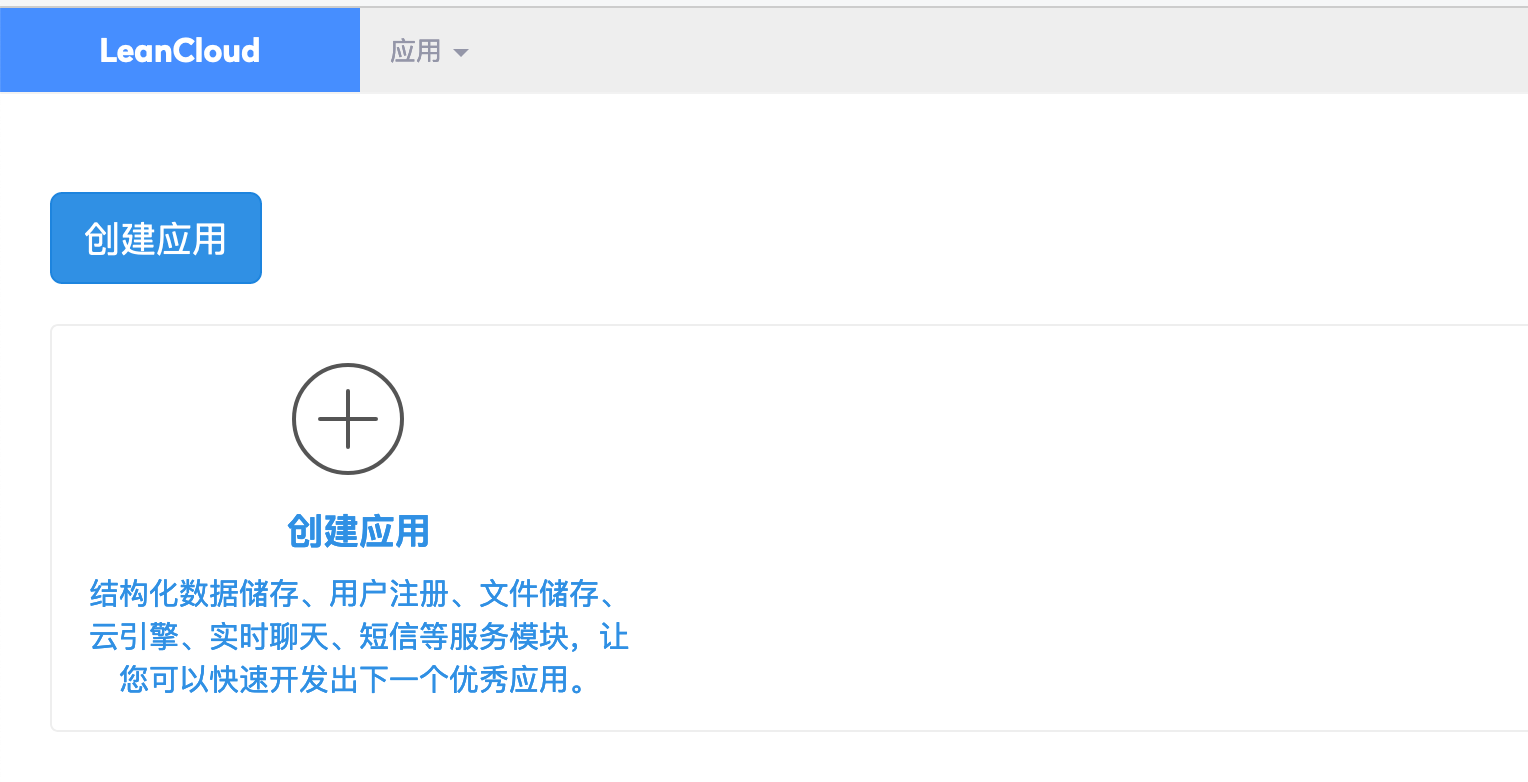 LeanCloud
应用
创建应用
创建应用
结构化数据储存、用户注册、文件储存、
云引擎、实时聊天、短信等服务模块，让
您可以快速开发出下一个优秀应用。